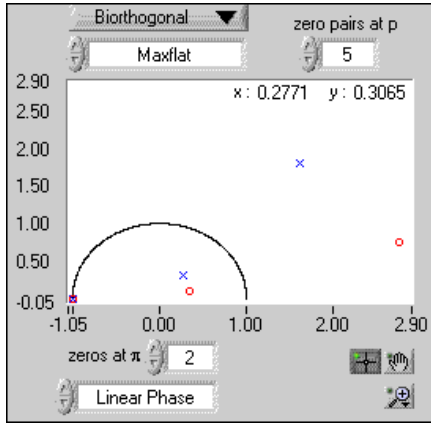 Biorthogonal
zero pairs at p
Maxflat
5
x: 0.2771 y: 0.3065
2.90
2.50
2.00
1.50
1.00
0.50
-0.05
-1.05 0.00 1.00 2.00 2.90
zeros at π 2
Linear Phase